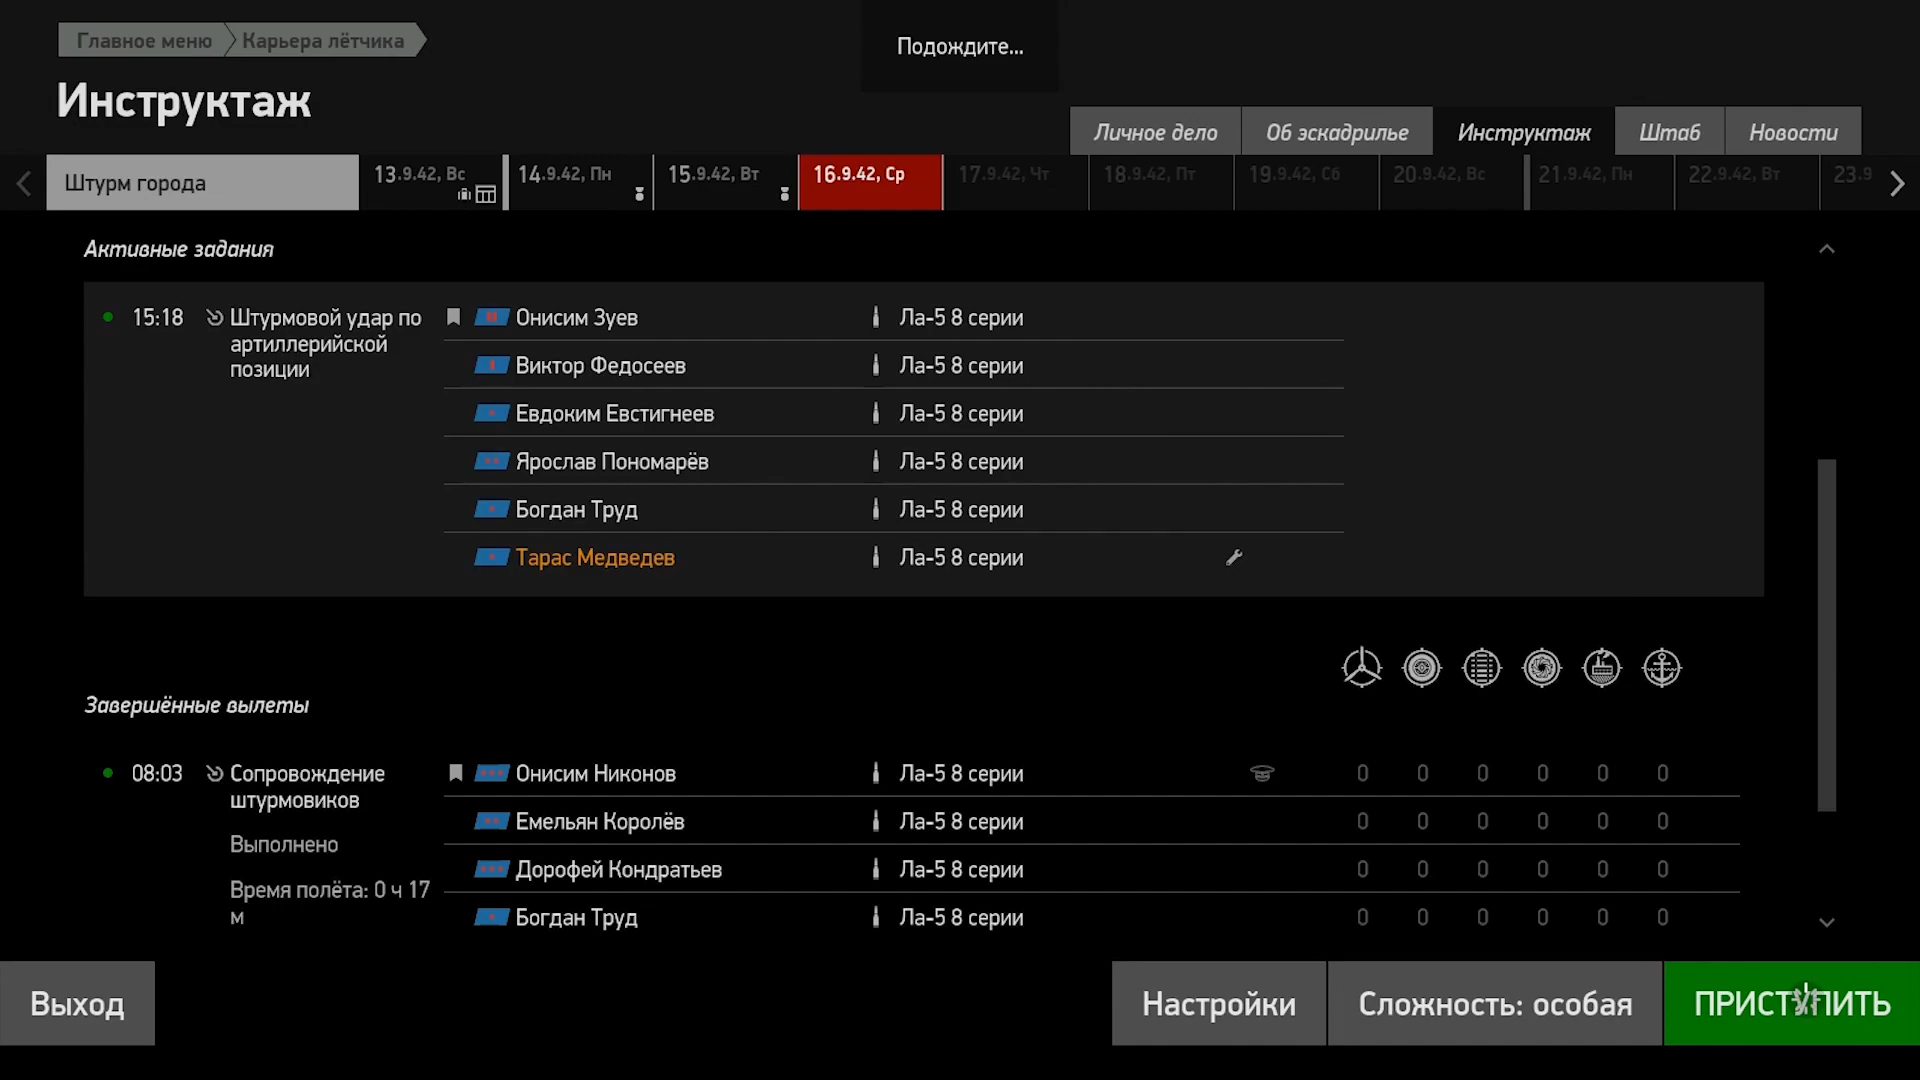 Главное меню
Карьера лётчика
Подождите...
Инструктаж
Личное дело
Об эскадрилье
Инструктаж
Штаб
Новости
Штурм города
13.9.42, Вс
14.9.42, Пн
15.9.42, Вт
16.9.42, Ср
17.9.42, Чт
18.9.42, Пт
19.9.42, Сб
20.9.42, Вс
21.9.42, Пн
22.9.42, Вт
23.9
Активные задания
15:18
Штурмовой удар по
артиллерийской
позиции
Онисим Зуев
Ла-5 8 серии
Виктор Федосеев
Ла-5 8 серии
Евдоким Евстигнеев
Ла-5 8 серии
Ярослав Пономарёв
Ла-5 8 серии
Богдан Труд
Ла-5 8 серии
Тарас Медведев
Ла-5 8 серии
Завершённые вылеты
08:03
Сопровождение
штурмовиков
Выполнено
Время полёта: 0 ч 17
м
Онисим Никонов
Ла-5 8 серии
0 0 0 0 0 0
Емельян Королёв
Ла-5 8 серии
0 0 0 0 0 0
Дорофей Кондратьев
Ла-5 8 серии
0 0 0 0 0 0
Богдан Труд
Ла-5 8 серии
0 0 0 0 0 0
Выход
Настройки
Сложность: особая
ПРИСТУПИТЬ